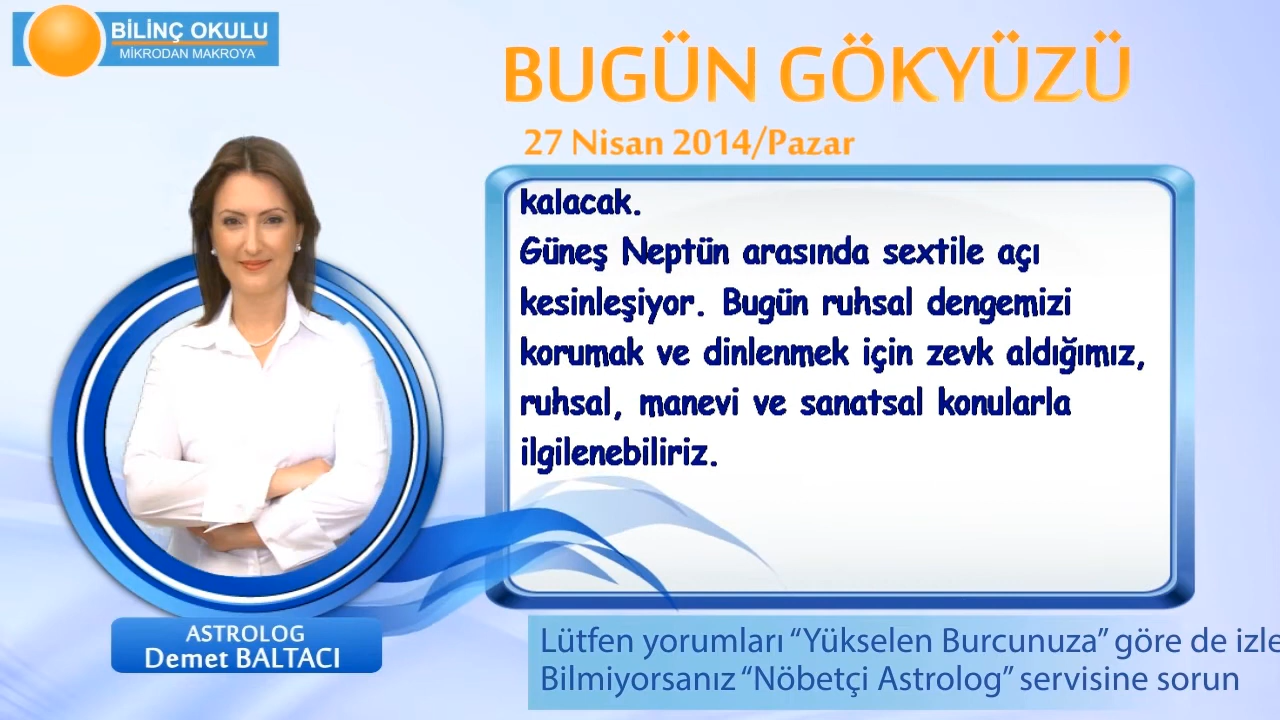 BİLİNÇ OKULU
MİKRODAN MAKROYA
BUGÜN GÖKYÜZÜ
27 Nisan 2014/Pazar
kalacak.
Güneş Neptün arasında sextile açı
kesinleşiyor. Bugün ruhsal dengemizi
korumak ve dinlenmek için zevk aldığımız,
ruhsal, manevi ve sanatsal konularla
ilgilenebiliriz.
ASTROLOG
Demet BALTACI
Lütfen yorumları “Yükselen Burcunuza” göre de izle
Bilmiyorsanız “Nöbetçi Astrolog” servisine sorun